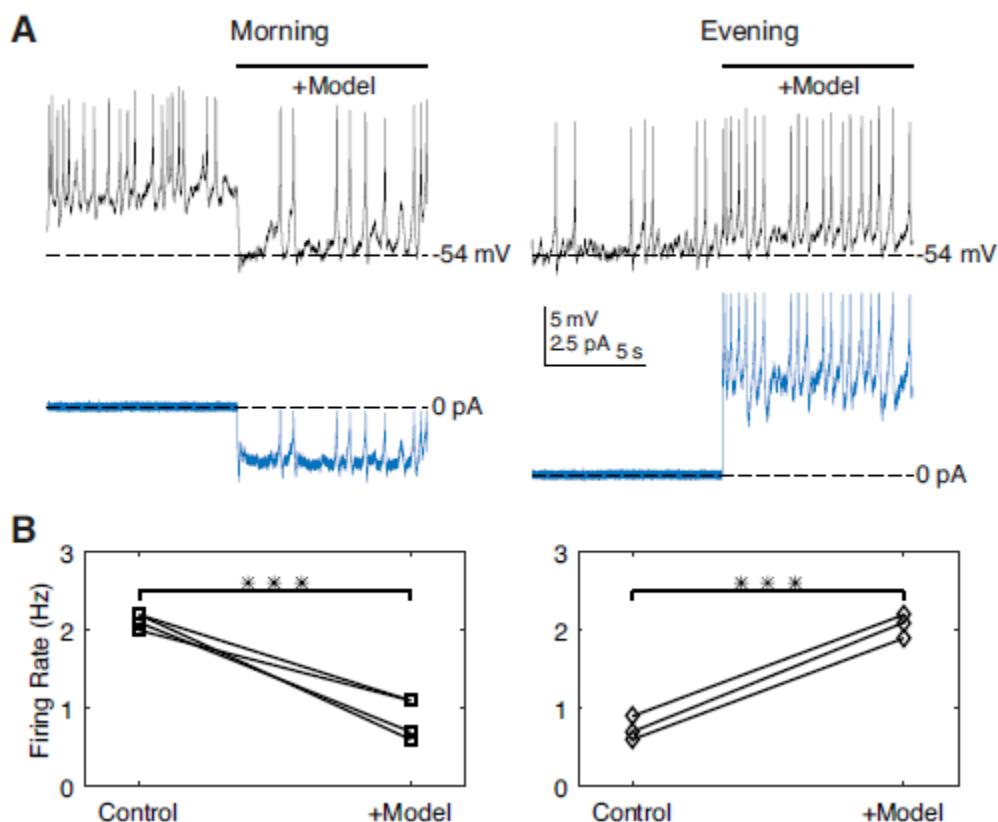 A
Morning
Evening
+Model
+Model
-54 mV
-54 mV
5 mV
2.5 pA 5 s
0 pA
0 pA
B
Firing Rate (Hz)
3
2
1
0
* * *
Control
+Model
3
2
1
0
* * *
Control
+Model